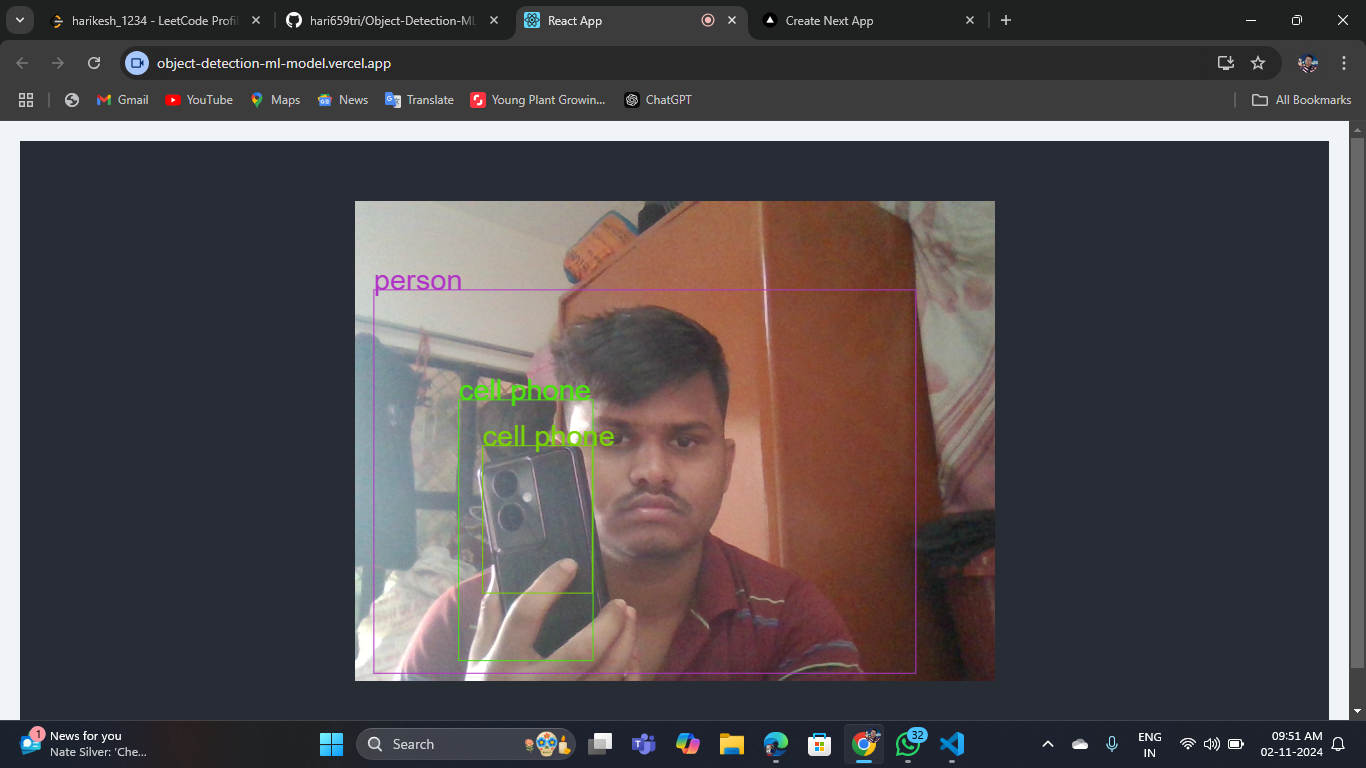 harikesh_1234 - LeetCode Profil
hari659tri/Object-Detection-ML
React App
Create Next App
object-detection-ml-model.vercel.app
Gmail
YouTube
Maps
News
Translate
Young Plant Growin...
ChatGPT
All Bookmarks
person
cell phone
cell phone
1
News for you
Nate Silver: 'Che...
Search
32
ENG
IN
09:51 AM
02-11-2024